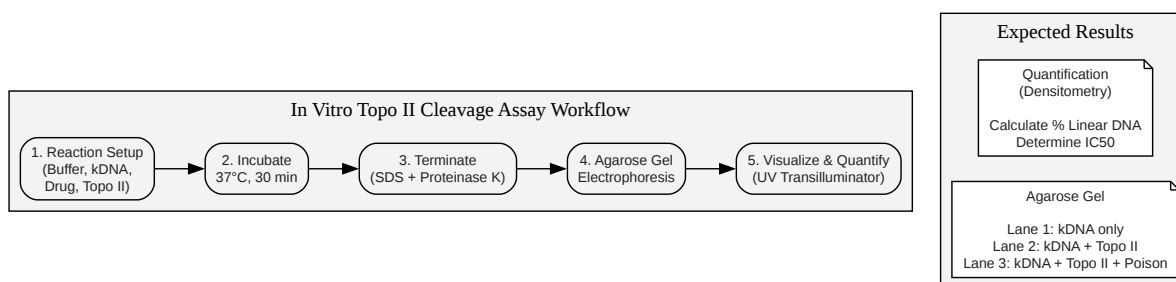 In Vitro Topo II Cleavage Assay Workflow
1. Reaction Setup
(Buffer, kDNA,
Drug, Topo II)
2. Incubate
37°C, 30 min
3. Terminate
(SDS + Proteinase K)
4. Agarose Gel
Electrophoresis
5. Visualize & Quantify
(UV Transilluminator)
Expected Results
Quantification
(Densitometry)
Calculate % Linear DNA
Determine IC50
Agarose Gel
Lane 1: kDNA only
Lane 2: kDNA + Topo II
Lane 3: kDNA + Topo II + Poison